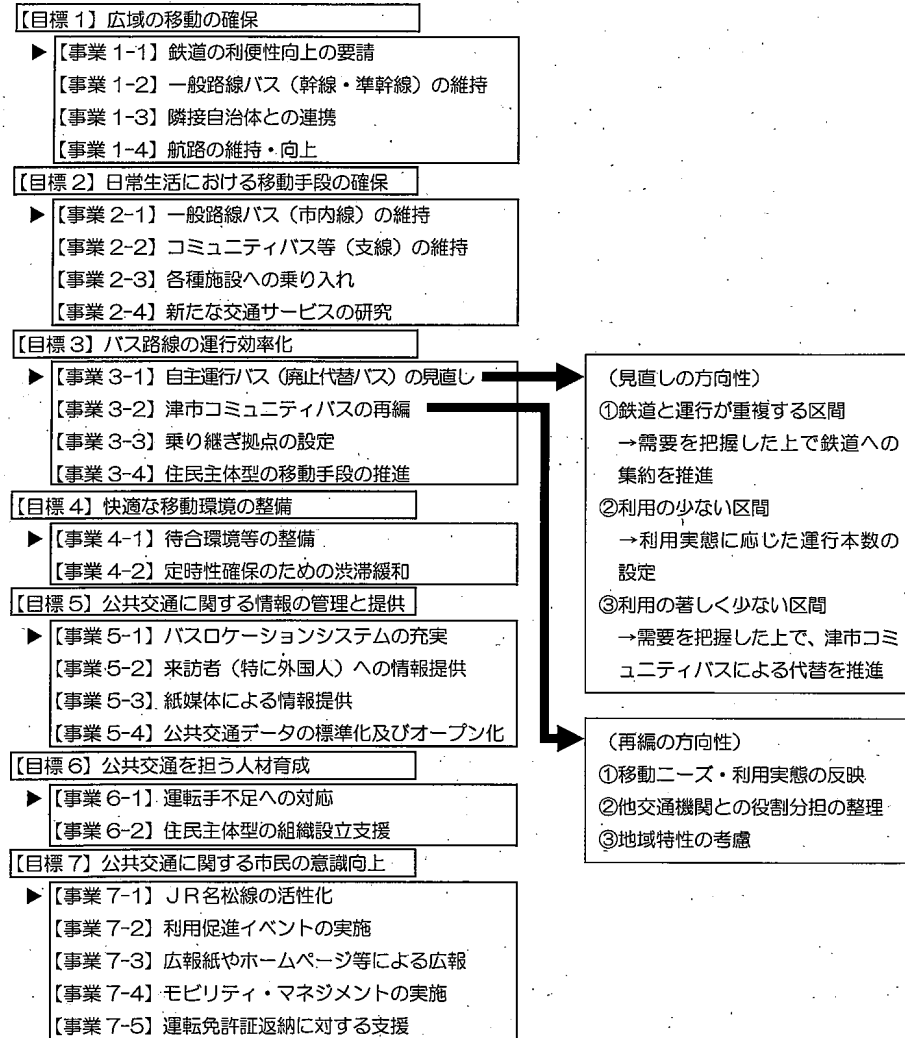 【目標1】広域の移動の確保
▶【事業1-1】鉄道の利便性向上の要請
【事業1-2】一般路線バス（幹線・準幹線）の維持
【事業1-3】隣接自治体との連携
【事業1-4】航路の維持・向上
【目標2】日常生活における移動手段の確保
▶【事業2-1】一般路線バス（市内線）の維持
【事業2-2】コミュニティバス等（支線）の維持
【事業2-3】各種施設への乗り入れ
【事業2-4】新たな交通サービスの研究
【目標3】バス路線の運行効率化
▶【事業3-1】自主運行バス（廃止代替バス）の見直し
【事業3-2】津市コミュニティバスの再編
【事業3-3】乗り継ぎ拠点の設定
【事業3-4】住民主体型の移動手段の推進
【目標4】快適な移動環境の整備
▶【事業4-1】待合環境等の整備
【事業4-2】定時性確保のための渋滞緩和
【目標5】公共交通に関する情報の管理と提供
▶【事業5-1】バスロケーションシステムの充実
【事業5-2】来訪者（特に外国人）への情報提供
【事業5-3】紙媒体による情報提供
【事業5-4】公共交通データの標準化及びオープン化
【目標6】公共交通を担う人材育成
▶【事業6-1】運転手不足への対応
【事業6-2】住民主体型の組織設立支援
【目標7】公共交通に関する市民の意識向上
▶【事業7-1】ＪＲ名松線の活性化
【事業7-2】利用促進イベントの実施
【事業7-3】広報紙やホームページ等による広報
【事業7-4】モビリティ・マネジメントの実施
【事業7-5】運転免許証返納に対する支援
（見直しの方向性）
①鉄道と運行が重複する区間
→需要を把握した上で鉄道への
集約を推進
②利用の少ない区間
→利用実態に応じた運行本数の
設定
③利用の著しく少ない区間
→需要を把握した上で、津市コミ
ュニティバスによる代替を推進
（再編の方向性）
①移動ニーズ・利用実態の反映
②他交通機関との役割分担の整理
③地域特性の考慮